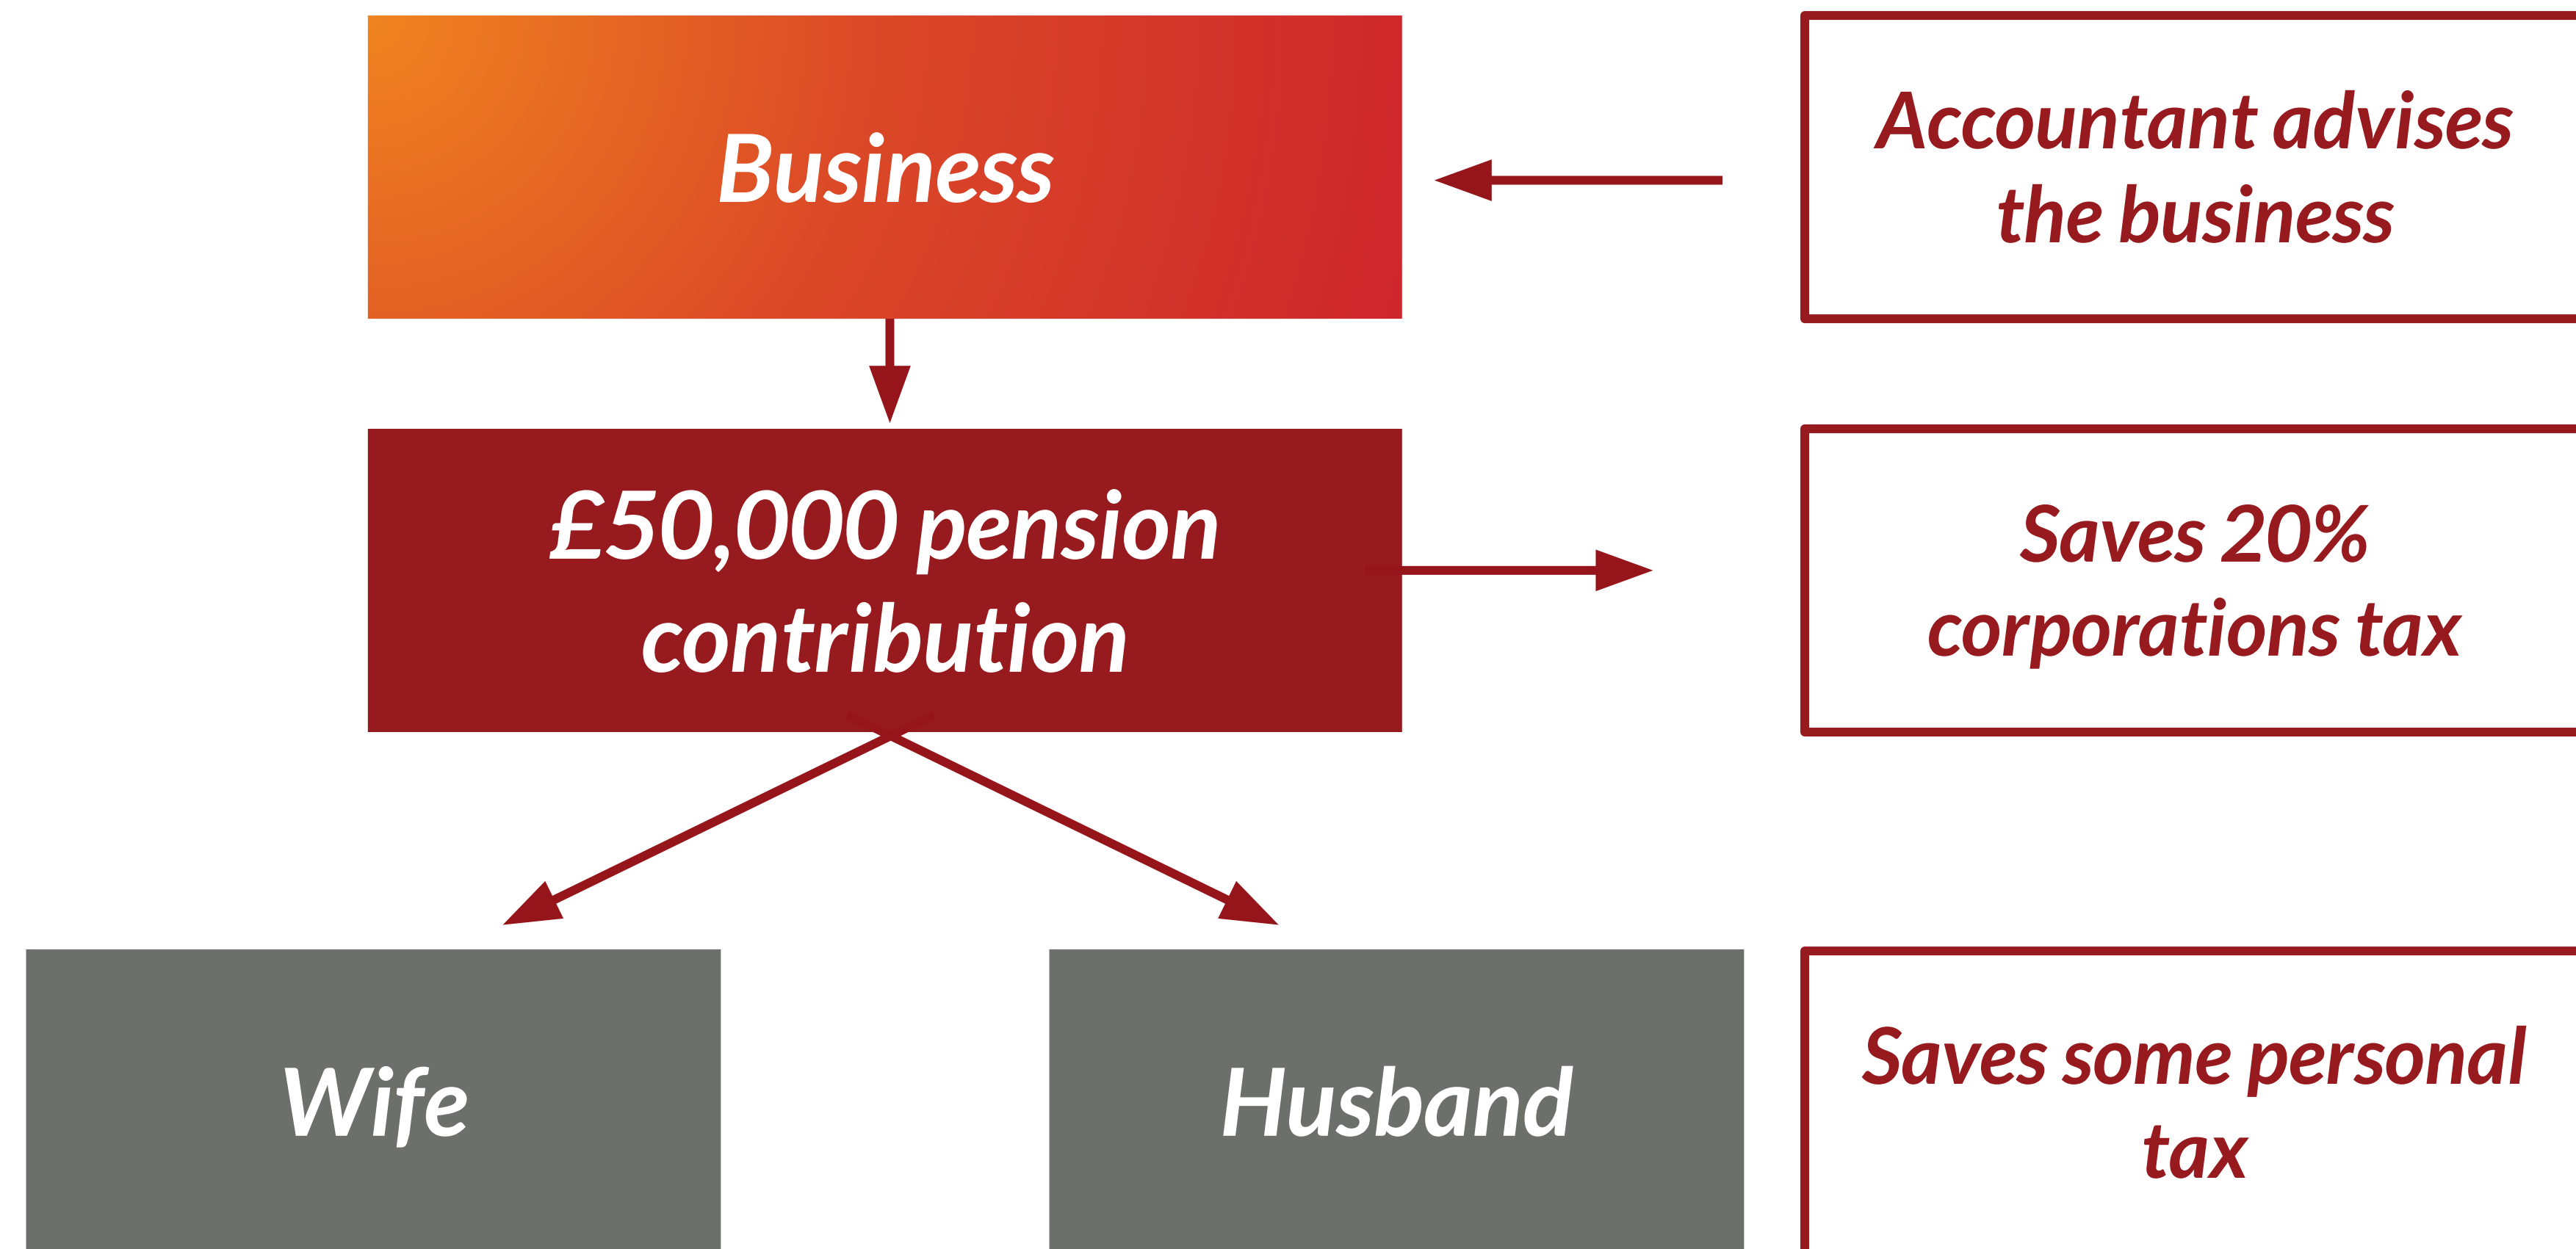 Business
Accountant advises
the business
£50,000 pension
contribution
Saves 20%
corporations tax
Wife
Husband
Saves some personal
tax